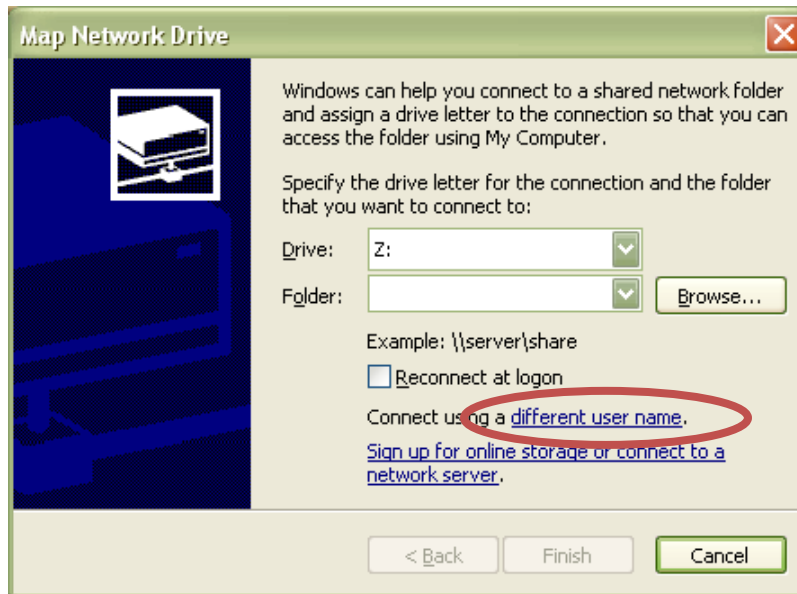 Map Network Drive
Windows can help you connect to a shared network folder
and assign a drive letter to the connection so that you can
access the folder using My Computer.
Specify the drive letter for the connection and the folder
that you want to connect to:
Drive: Z:
Folder: Browse...
Example: \\server\share
Reconnect at logon
Connect using a different user name.
Sign up for online storage or connect to a
network server.
< Back Finish Cancel